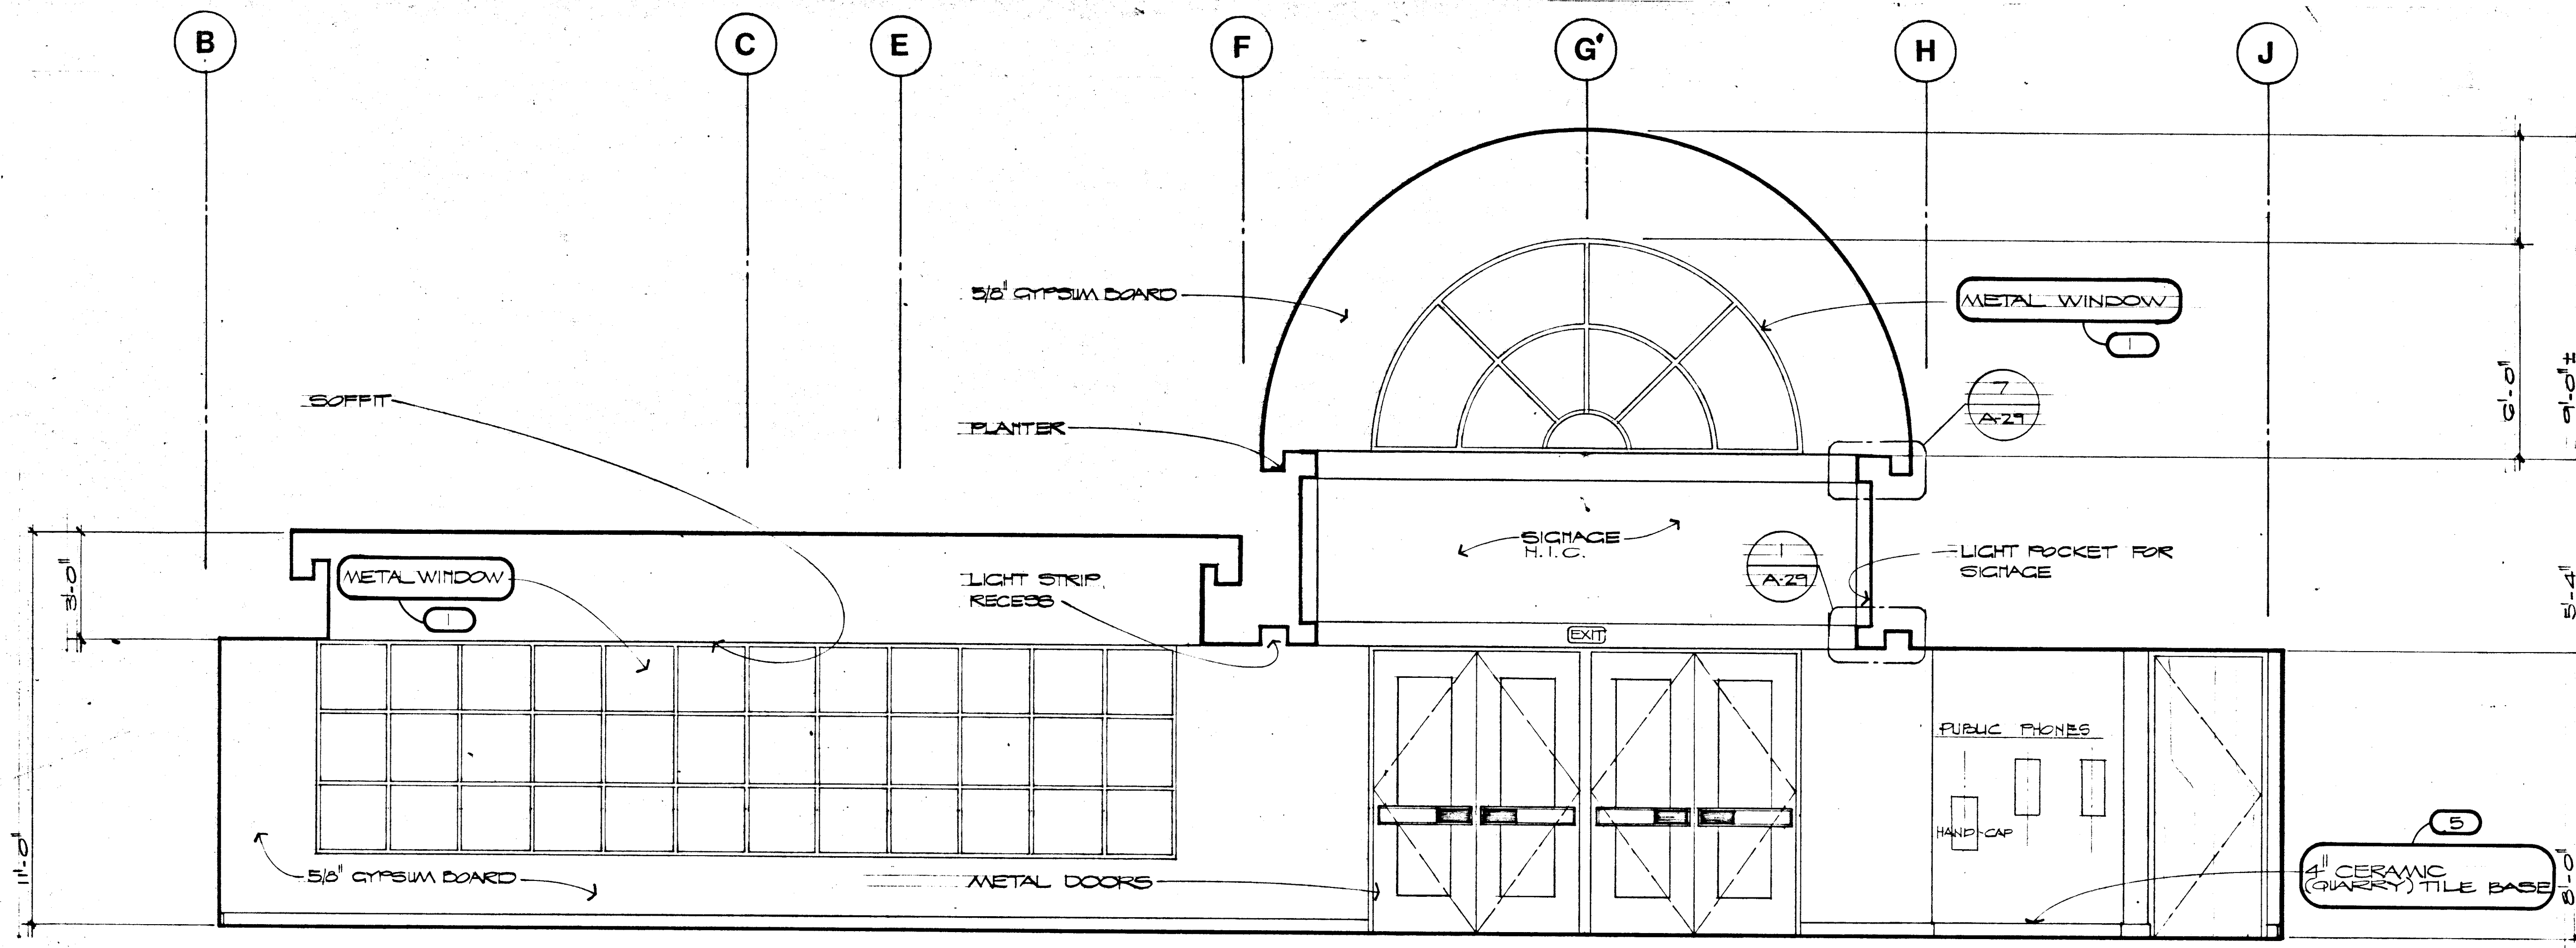 B
C
E
F
G'
H
J
5/8" GYPSUM BOARD
METAL WINDOW
1
6'-0"
9'-0"±
7
A-29
SOFFIT
PLANTER
3'-0"
11'-0"
METAL WINDOW
1
LIGHT STRIP
RECESS
SIGNAGE
N.I.C.
1
A-29
LIGHT POCKET FOR
SIGNAGE
5'-4"
EXIT
PUBLIC PHONES
HAND-CAP
5
4" CERAMIC
(QUARRY) TILE BASE
8'-0"
5/8" GYPSUM BOARD
METAL DOORS